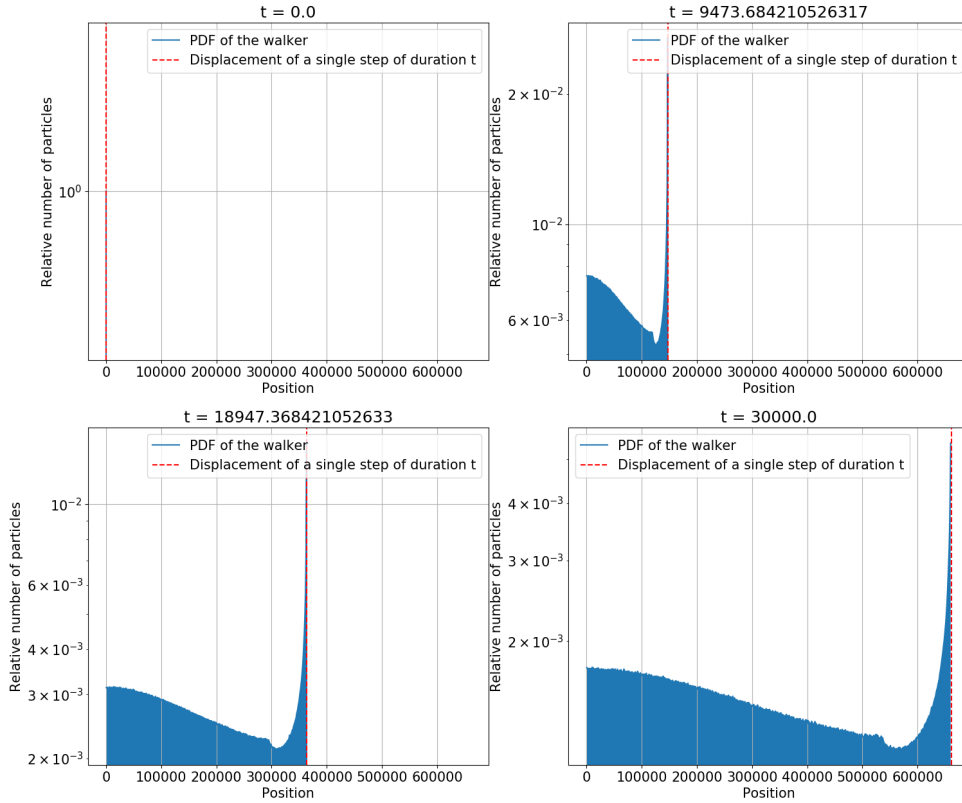 t = 0.0
PDF of the walker
Displacement of a single step of duration t
Relative number of particles
10⁰
0 100000 200000 300000 400000 500000 600000
Position
t = 9473.684210526317
PDF of the walker
Displacement of a single step of duration t
Relative number of particles
2 × 10⁻²
10⁻²
6 × 10⁻³
0 100000 200000 300000 400000 500000 600000
Position
t = 18947.368421052633
PDF of the walker
Displacement of a single step of duration t
Relative number of particles
10⁻²
6 × 10⁻³
4 × 10⁻³
3 × 10⁻³
2 × 10⁻³
0 100000 200000 300000 400000 500000 600000
Position
t = 30000.0
PDF of the walker
Displacement of a single step of duration t
Relative number of particles
4 × 10⁻³
3 × 10⁻³
2 × 10⁻³
0 100000 200000 300000 400000 500000 600000
Position